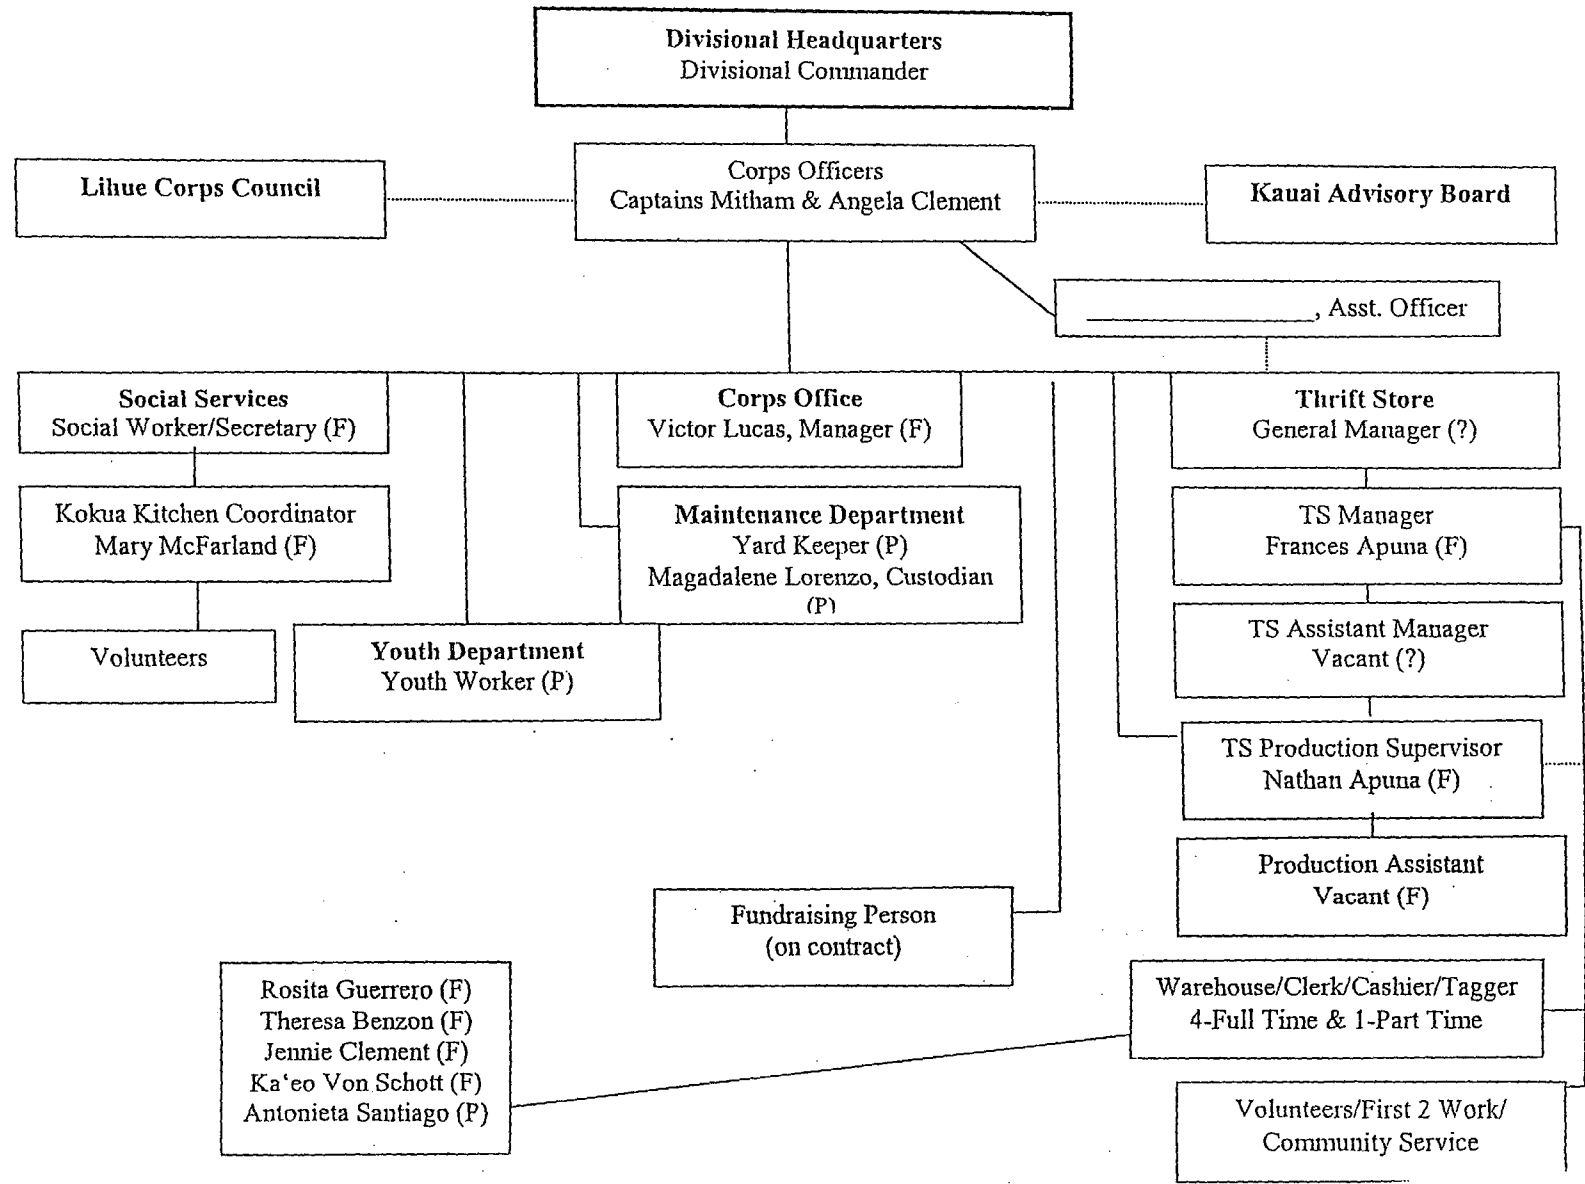 Divisional Headquarters
Divisional Commander
Corps Officers
Captains Mitham & Angela Clement
Lihue Corps Council
Kauai Advisory Board
____________________, Asst. Officer
Social Services
Social Worker/Secretary (F)
Corps Office
Victor Lucas, Manager (F)
Thrift Store
General Manager (?)
Kokua Kitchen Coordinator
Mary McFarland (F)
Maintenance Department
Yard Keeper (P)
Magadalene Lorenzo, Custodian
(P)
TS Manager
Frances Apuna (F)
Volunteers
Youth Department
Youth Worker (P)
TS Assistant Manager
Vacant (?)
TS Production Supervisor
Nathan Apuna (F)
Production Assistant
Vacant (F)
Fundraising Person
(on contract)
Rosita Guerrero (F)
Theresa Benzon (F)
Jennie Clement (F)
Ka‘eo Von Schott (F)
Antonieta Santiago (P)
Warehouse/Clerk/Cashier/Tagger
4-Full Time & 1-Part Time
Volunteers/First 2 Work/
Community Service